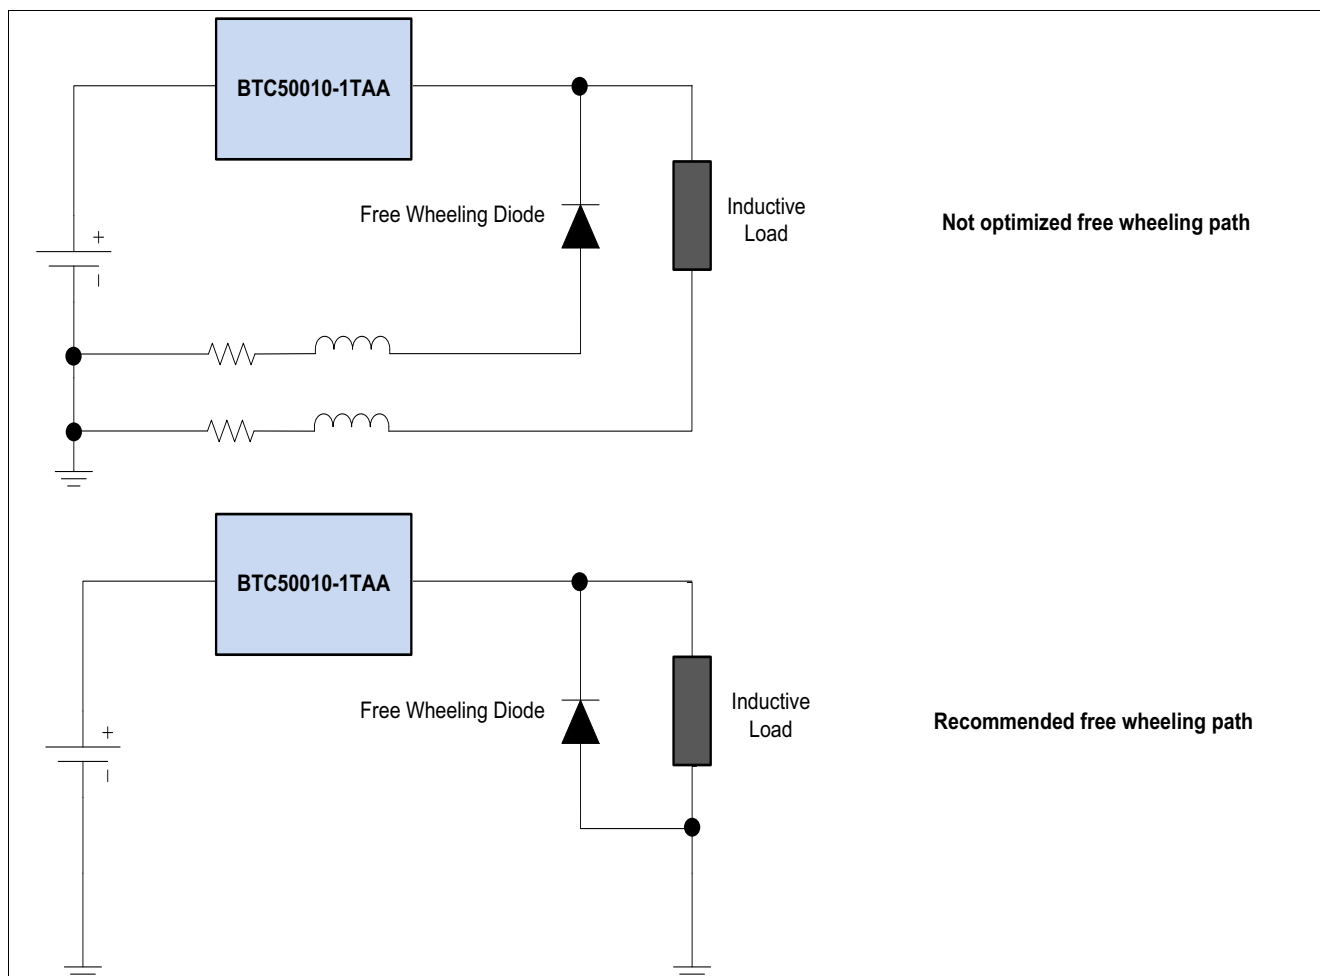 BTC50010-1TAA
+
Free Wheeling Diode
Inductive
Load
Not optimized free wheeling path
–
BTC50010-1TAA
+
Free Wheeling Diode
Inductive
Load
Recommended free wheeling path
–